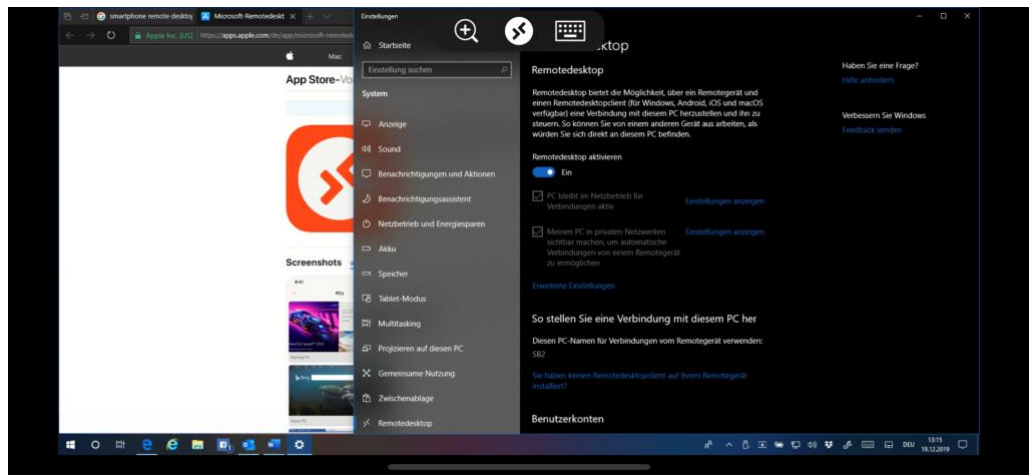 smartphone remote desktop
Microsoft-Remotedeskt
Apple Inc. [US]
https://apps.apple.com/de/app/microsoft-remotede
Mac
App Store-Vo
Screenshots
9:41
PCs
Einstellungen
Startseite
Einstellung suchen
System
Anzeige
Sound
Benachrichtigungen und Aktionen
Benachrichtigungsassistent
Netzbetrieb und Energiesparen
Akku
Speicher
Tablet-Modus
Multitasking
Projizieren auf diesen PC
Gemeinsame Nutzung
Zwischenablage
Remotedesktop
ktop
Remotedesktop
Remotedesktop bietet die Möglichkeit, über ein Remotegerät und
einen Remotedesktopclient (für Windows, Android, iOS und macOS
verfügbar) eine Verbindung mit diesem PC herzustellen und ihn zu
steuern. So können Sie von einem anderen Gerät aus arbeiten, als
würden Sie sich direkt an diesem PC befinden.
Remotedesktop aktivieren
Ein
PC bleibt im Netzbetrieb für
Verbindungen aktiv
Einstellungen anzeigen
Meinen PC in privaten Netzwerken
sichtbar machen, um automatische
Verbindungen von einem Remotegerät
zu ermöglichen
Einstellungen anzeigen
Erweiterte Einstellungen
So stellen Sie eine Verbindung mit diesem PC her
Diesen PC-Namen für Verbindungen vom Remotegerät verwenden:
SB2
Sie haben keinen Remotedesktopclient auf Ihrem Remotegerät
installiert?
Benutzerkonten
Haben Sie eine Frage?
Hilfe anfordern
Verbessern Sie Windows
Feedback senden
DEU
13:15
19.12.2019